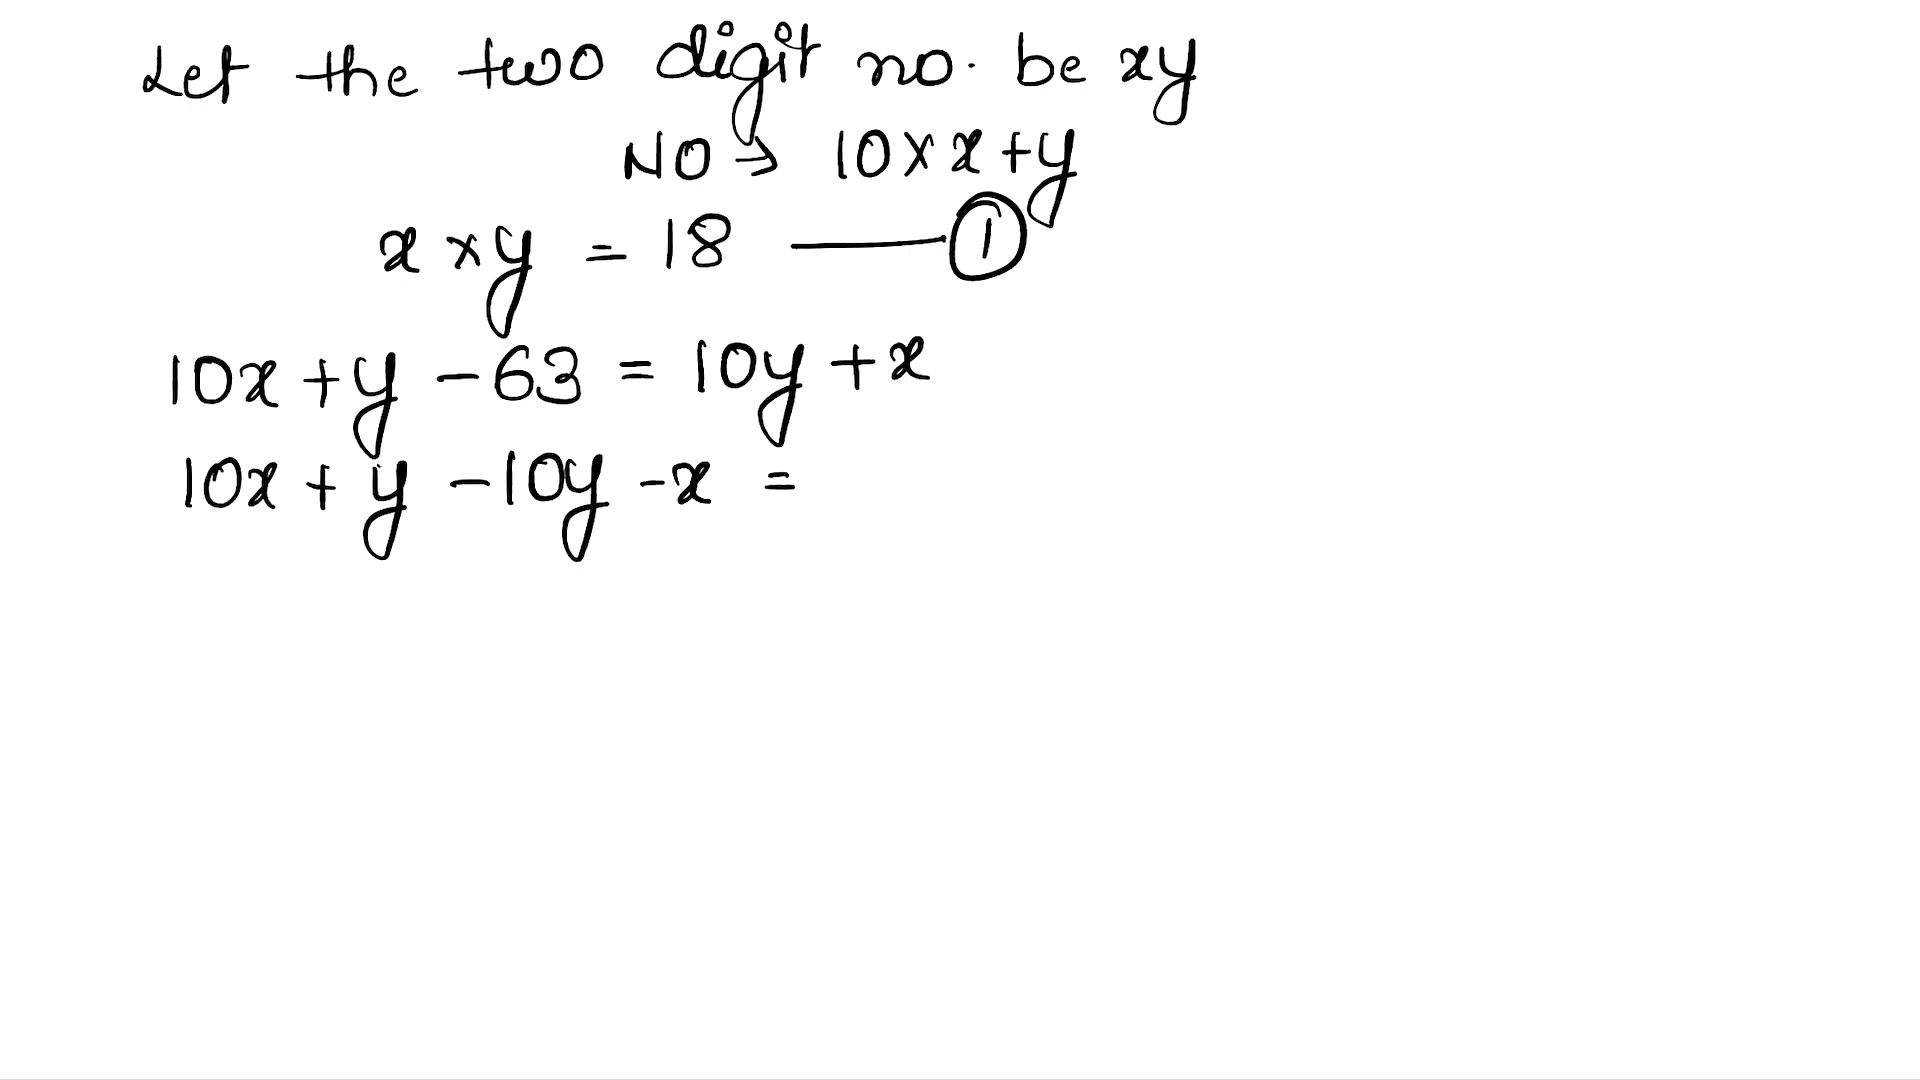 Let the two digit no. be xy
NO → 10 × x + y
x × y = 18 —— ①
10x + y - 63 = 10y + x
10x + y - 10y - x =